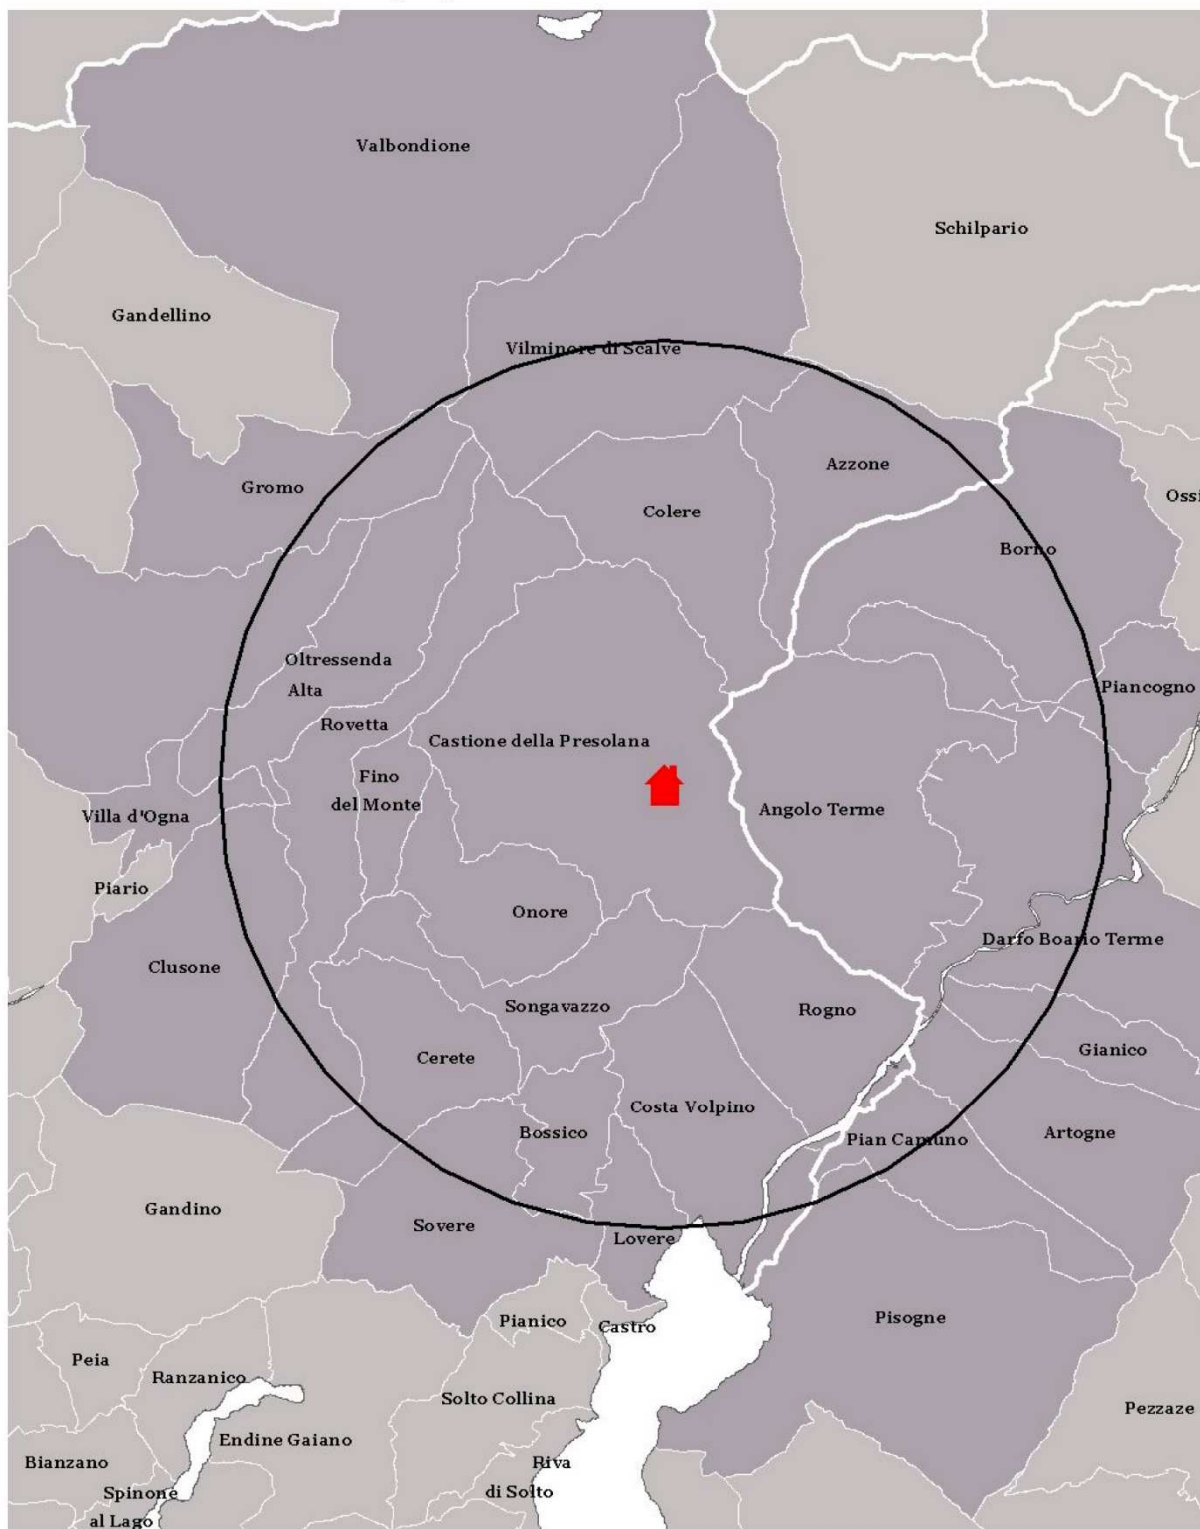 Valbondione
Schilpario
Gandellino
Vilminore di Scalve
Azzone
Gromo
Colere
Ossi
Borno
Oltressenda
Alta
Piancogno
Rovetta
Castione della Presolana
Fino
del Monte
Angolo Terme
Villa d'Ogna
Piario
Onore
Darfo Boario Terme
Clusone
Songavazzo
Rogno
Cerete
Gianico
Costa Volpino
Bossico
Pian Camuno
Artogne
Gandino
Sovere
Lovere
Pianico
Castro
Pisogne
Peia
Ranzanico
Solto Collina
Pezzaze
Endine Gaiano
Bianzano
Riva
di Solto
Spinone
al Lago